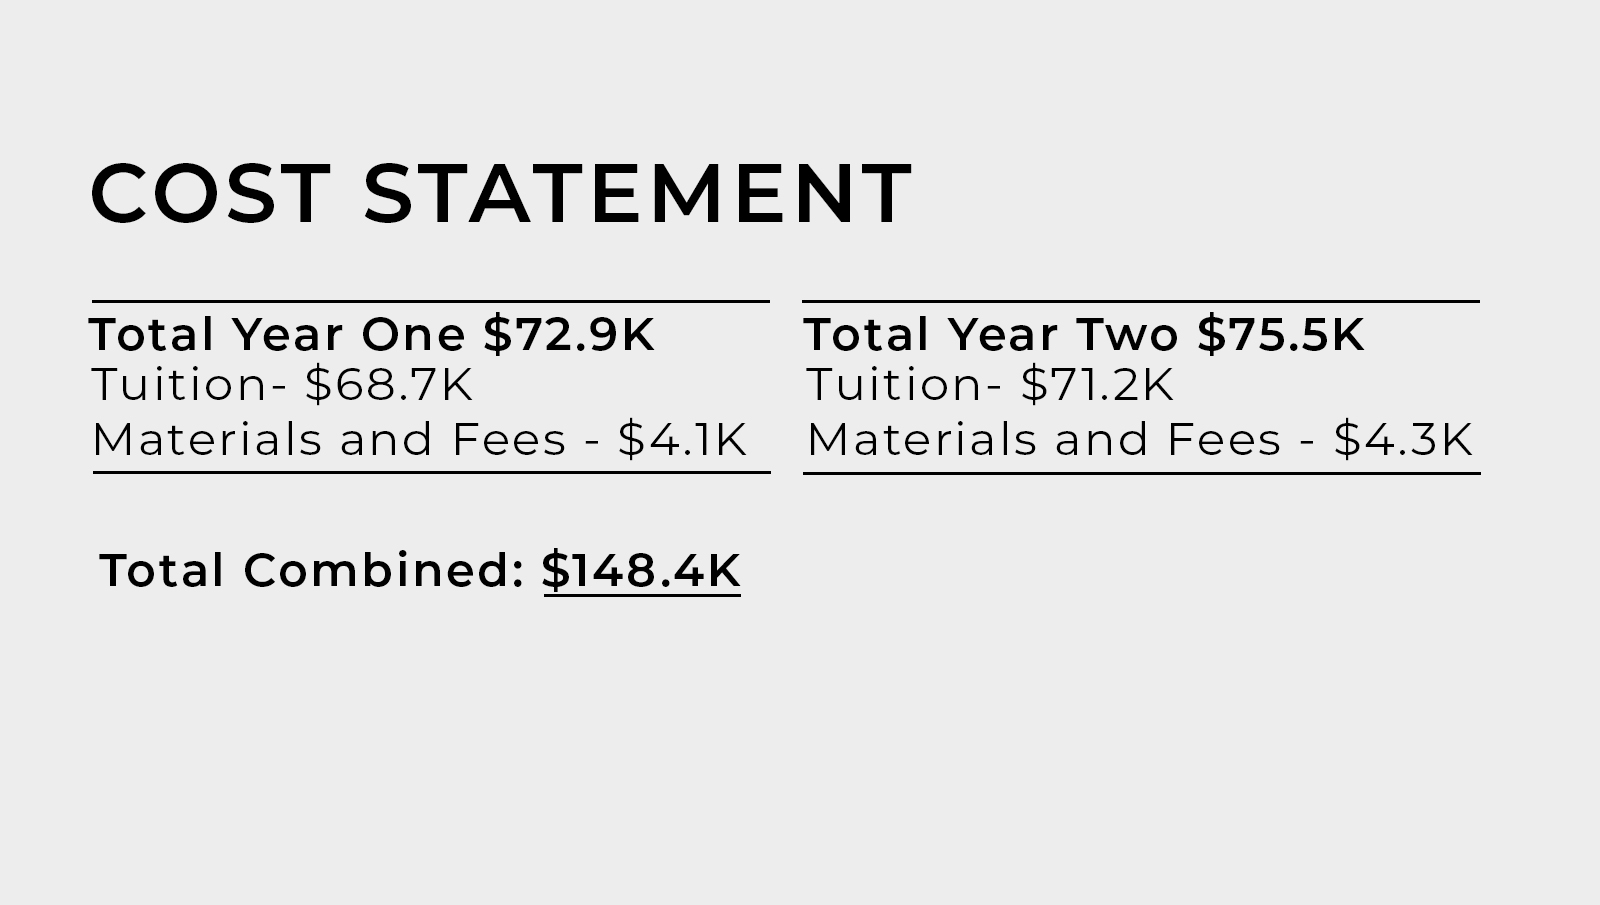 COST STATEMENT
Total Year One $72.9K
Tuition- $68.7K
Materials and Fees - $4.1K
Total Year Two $75.5K
Tuition- $71.2K
Materials and Fees - $4.3K
Total Combined: $148.4K